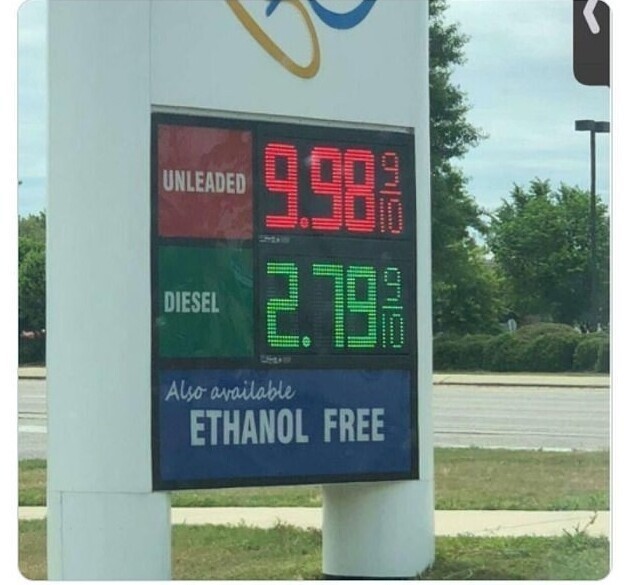 UNLEADED 9.98 9/10
DIESEL 2.79 9/10
Also available
ETHANOL FREE